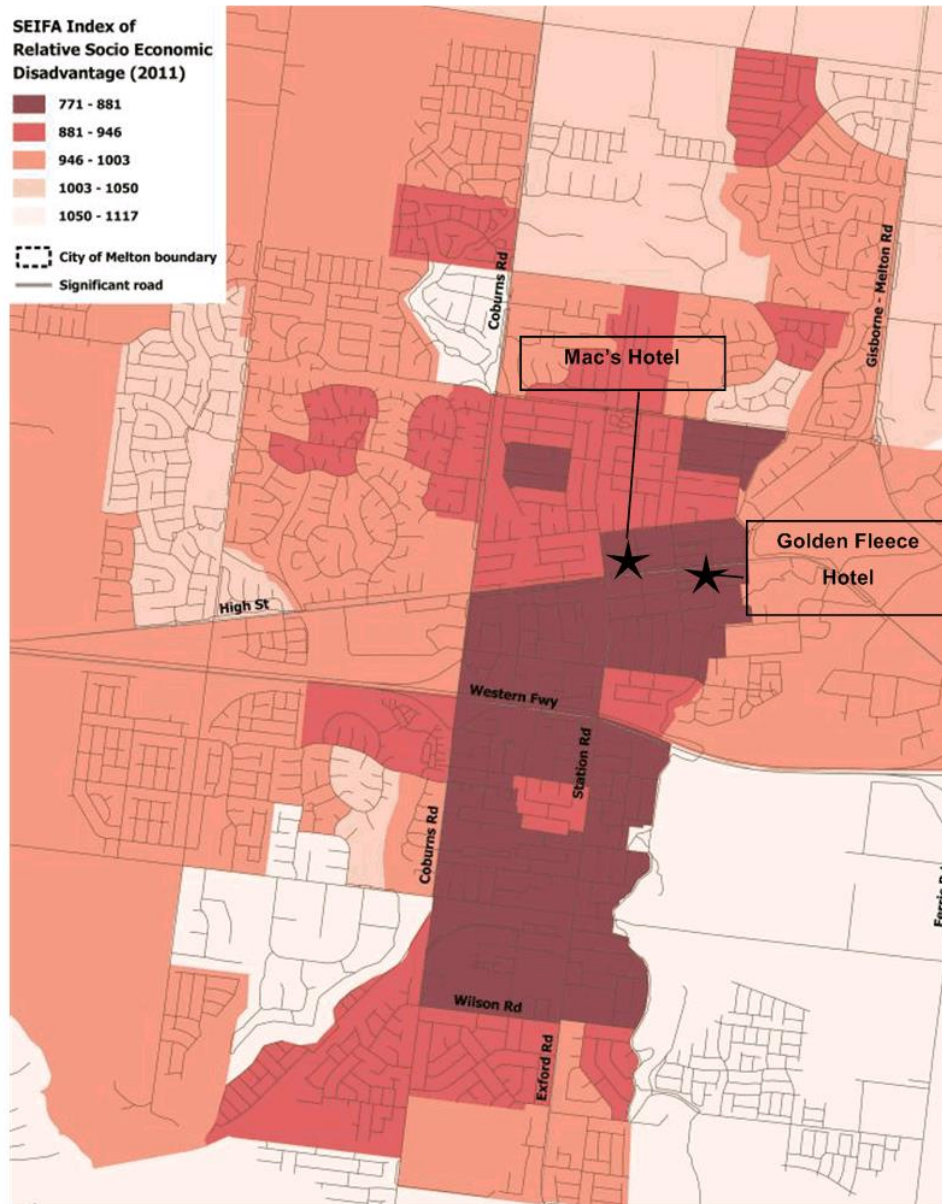 SEIFA Index of
Relative Socio Economic
Disadvantage (2011)
771 - 881
881 - 946
946 - 1003
1003 - 1050
1050 - 1117
City of Melton boundary
Significant road
Coburns Rd
Gisborne - Melton Rd
Mac's Hotel
Golden Fleece
Hotel
High St
Western Fwy
Station Rd
Coburns Rd
Wilson Rd
Exford Rd